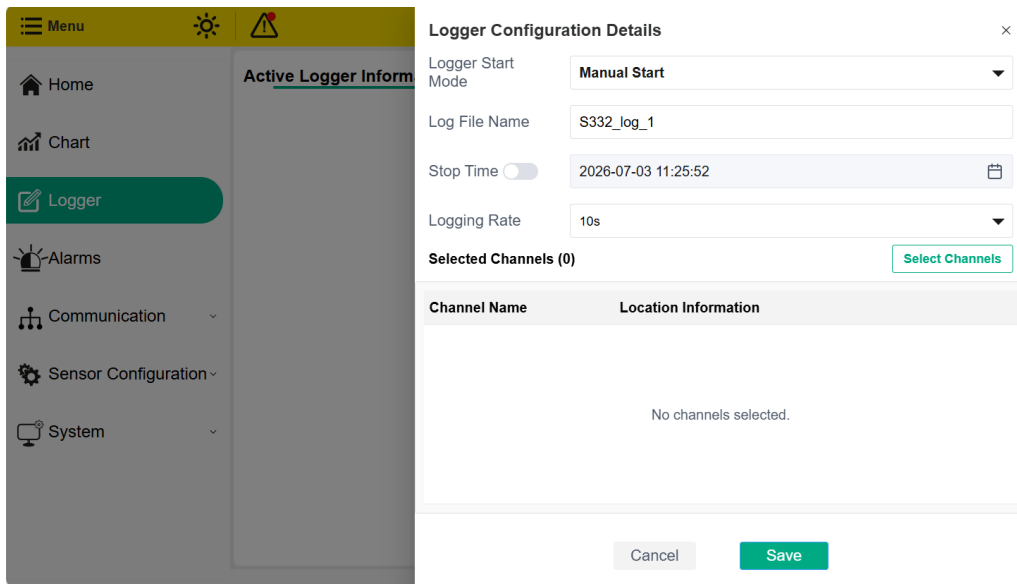 Menu
Home
Chart
Logger
Alarms
Communication
Sensor Configuration
System
Active Logger Inform
Logger Configuration Details
Logger Start
Mode
Manual Start
Log File Name
S332_log_1
Stop Time
2026-07-03 11:25:52
Logging Rate
10s
Selected Channels (0)
Select Channels
Channel Name Location Information
No channels selected.
Cancel
Save